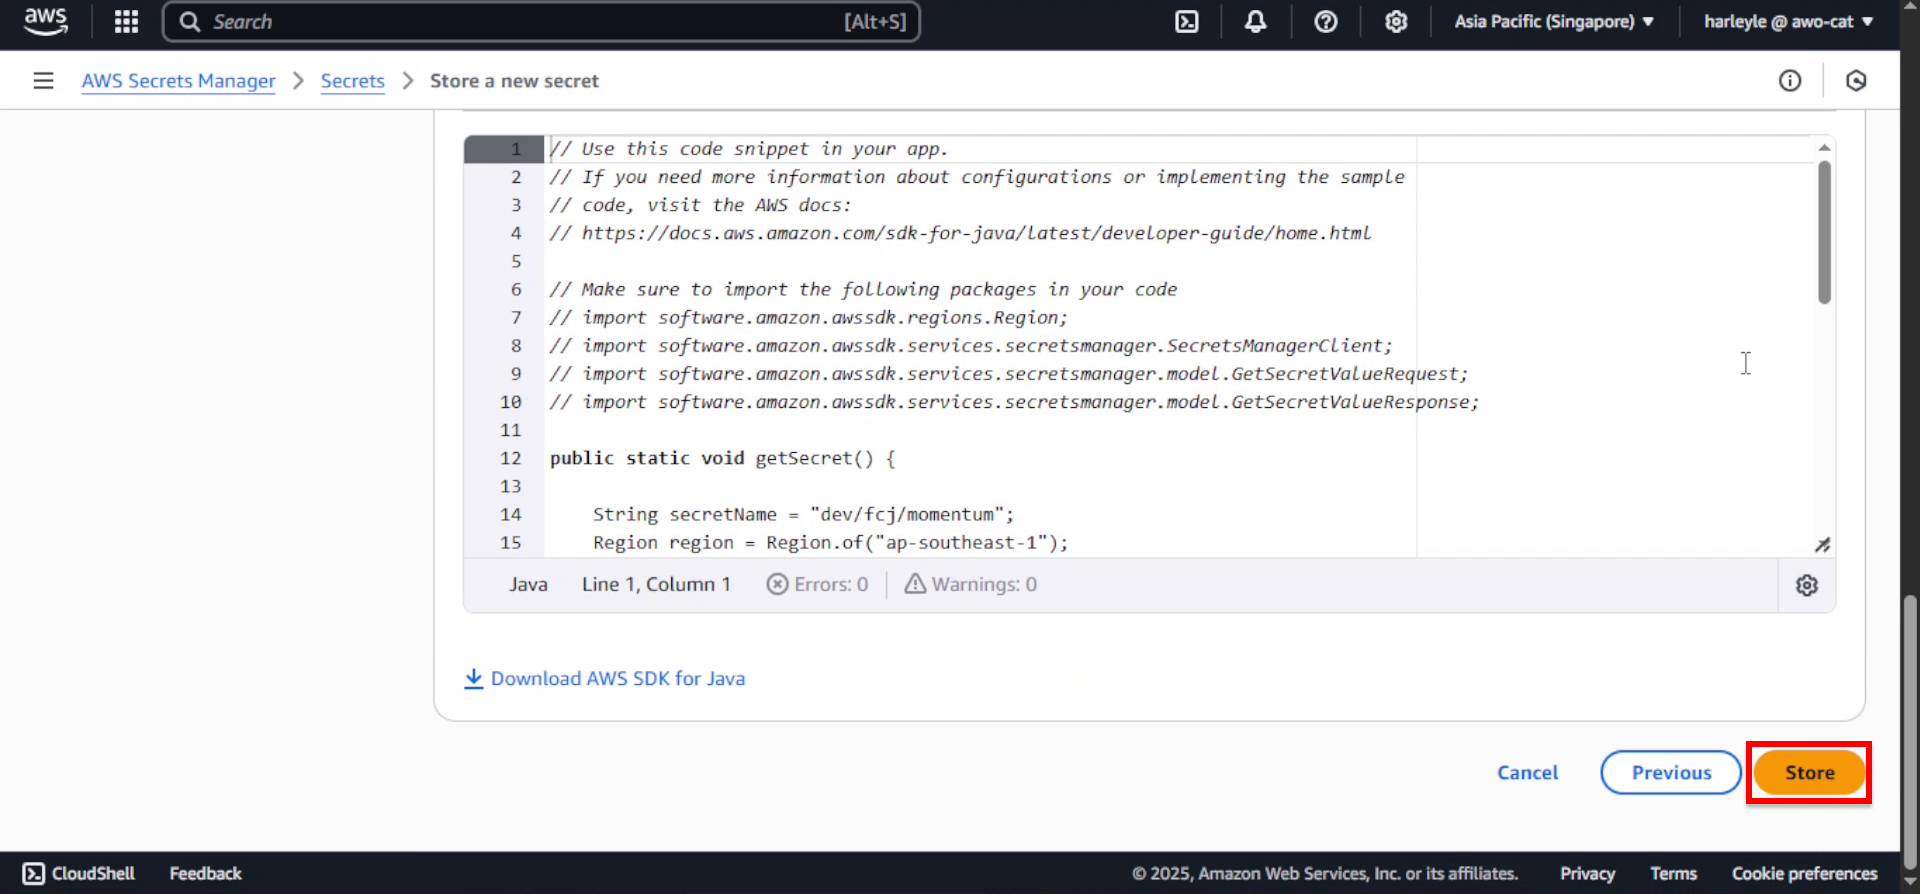 aws
Search [Alt+S]
Asia Pacific (Singapore) ▼
harleyle @ awo-cat ▼
AWS Secrets Manager > Secrets > Store a new secret
1 // Use this code snippet in your app.
2 // If you need more information about configurations or implementing the sample
3 // code, visit the AWS docs:
4 // https://docs.aws.amazon.com/sdk-for-java/latest/developer-guide/home.html
5
6 // Make sure to import the following packages in your code
7 // import software.amazon.awssdk.regions.Region;
8 // import software.amazon.awssdk.services.secretsmanager.SecretsManagerClient;
9 // import software.amazon.awssdk.services.secretsmanager.model.GetSecretValueRequest;
10 // import software.amazon.awssdk.services.secretsmanager.model.GetSecretValueResponse;
11
12 public static void getSecret() {
13
14 String secretName = "dev/fcj/momentum";
15 Region region = Region.of("ap-southeast-1");
Java Line 1, Column 1 Errors: 0 Warnings: 0
Download AWS SDK for Java
Cancel Previous Store
CloudShell Feedback © 2025, Amazon Web Services, Inc. or its affiliates. Privacy Terms Cookie preferences